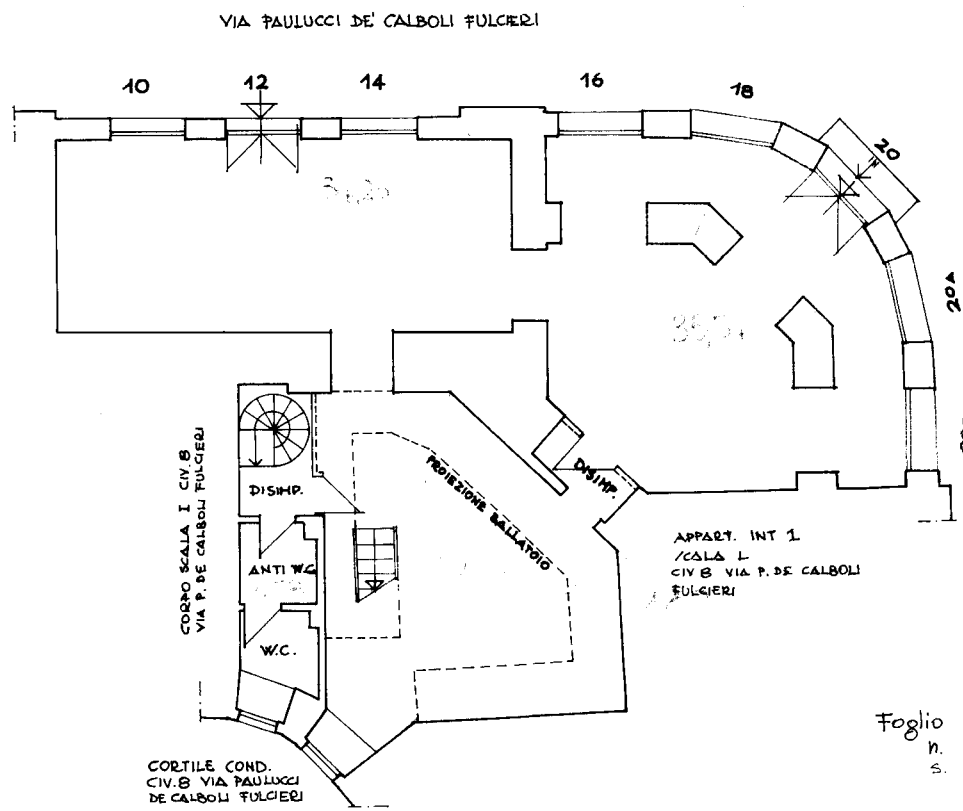 VIA PAULUCCI DE' CALBOLI FULCIERI
10
12
14
16
18
20
20A
DISIMP.
ANTI W.C.
W.C.
CORPO SCALA I CIV. 8
VIA P. DE CALBOLI FULCIERI
PROIEZIONE BALLATOIO
DISIMP.
APPART. INT 1
SCALA L
CIV 8 VIA P. DE CALBOLI
FULCIERI
CORTILE COND.
CIV. 8 VIA PAULUCCI
DE CALBOLI FULCIERI
Foglio
n.
s.